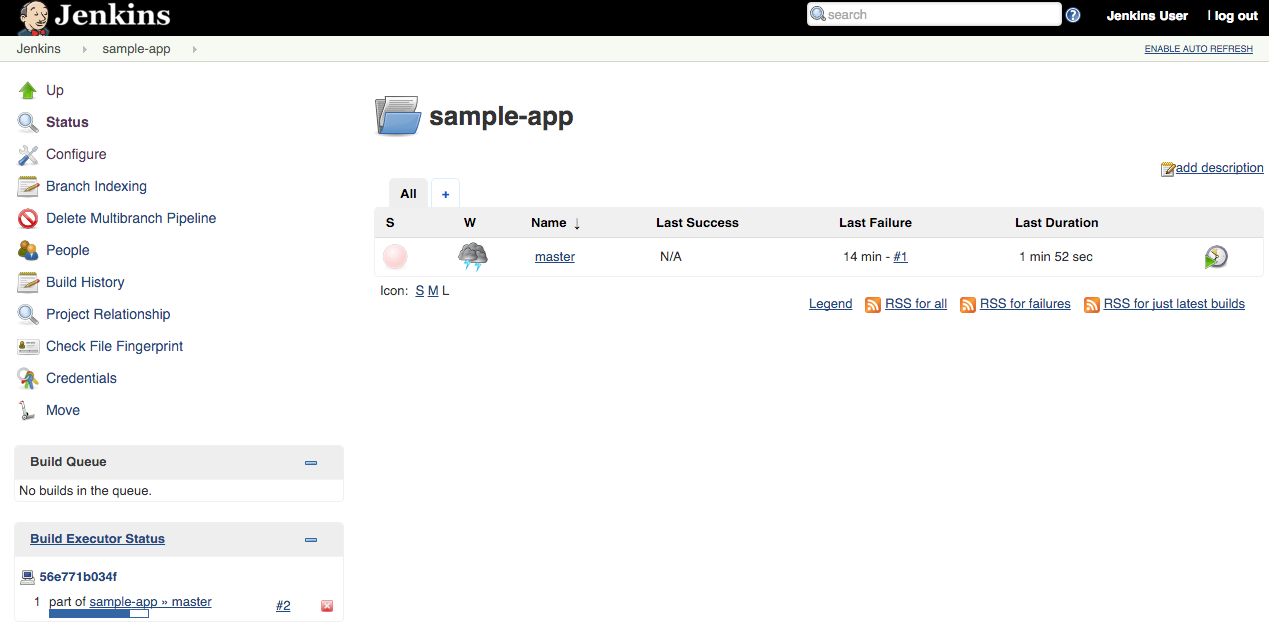 Jenkins
search
Jenkins User | log out
Jenkins sample-app
ENABLE AUTO REFRESH
Up
Status
Configure
Branch Indexing
Delete Multibranch Pipeline
People
Build History
Project Relationship
Check File Fingerprint
Credentials
Move
Build Queue
No builds in the queue.
Build Executor Status
56e771b034f
1 part of sample-app » master #2
sample-app
add description
All +
S W Name ↓ Last Success Last Failure Last Duration
master N/A 14 min - #1 1 min 52 sec
Icon: S M L
Legend RSS for all RSS for failures RSS for just latest builds